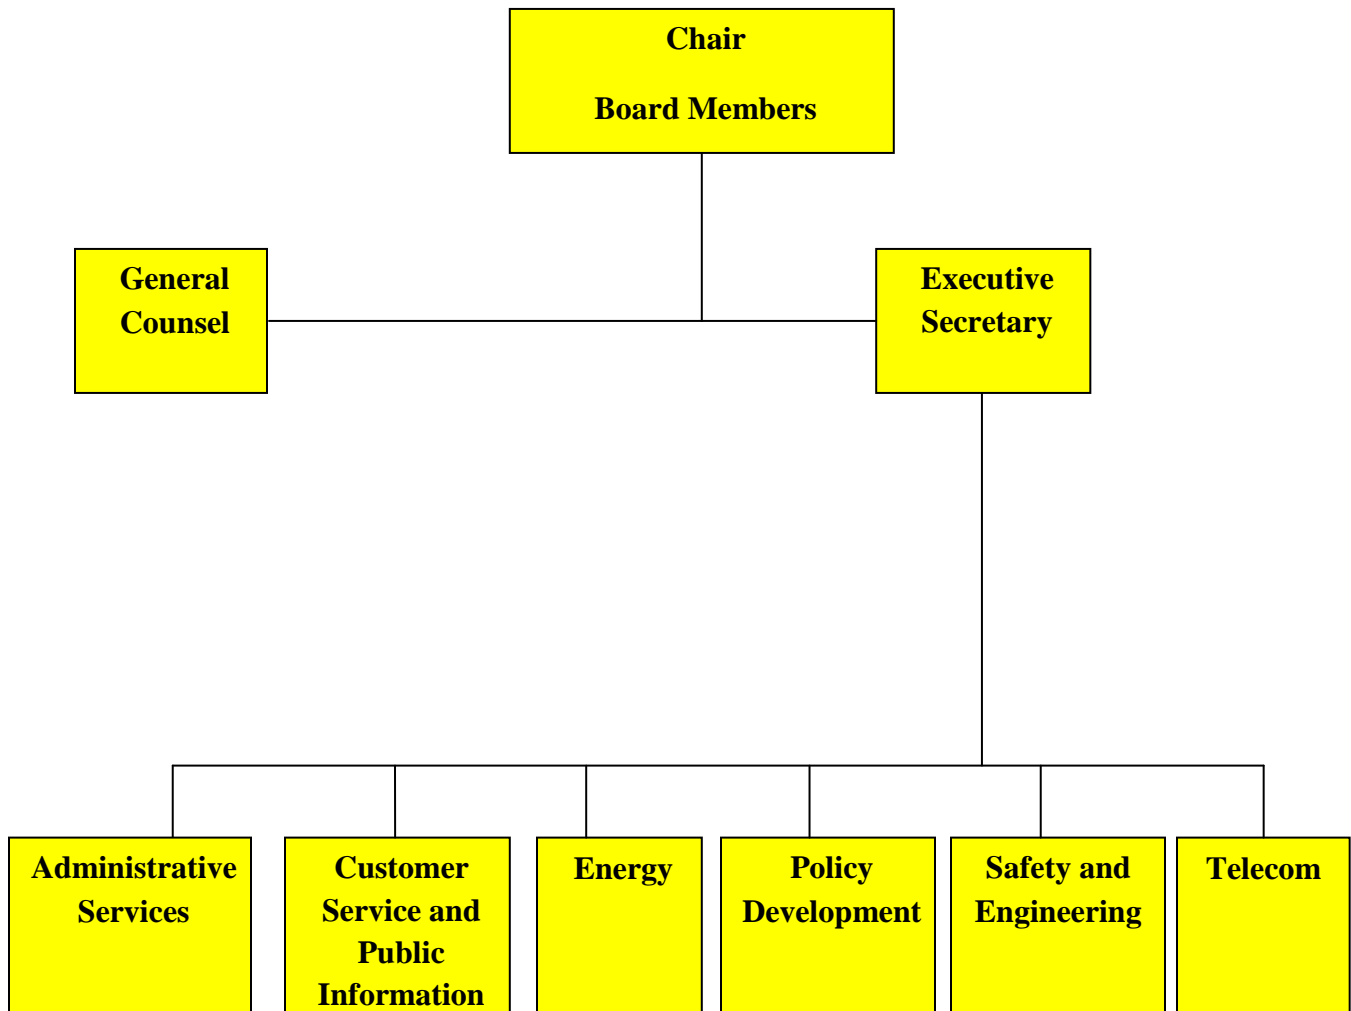 Chair
Board Members
General
Counsel
Executive
Secretary
Administrative
Services
Customer
Service and
Public
Information
Energy
Policy
Development
Safety and
Engineering
Telecom